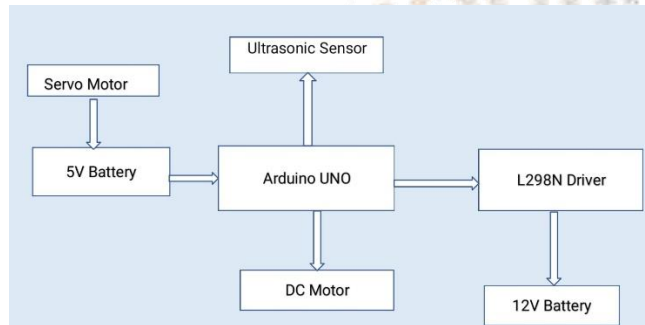 Ultrasonic Sensor
Servo Motor
5V Battery
Arduino UNO
L298N Driver
DC Motor
12V Battery